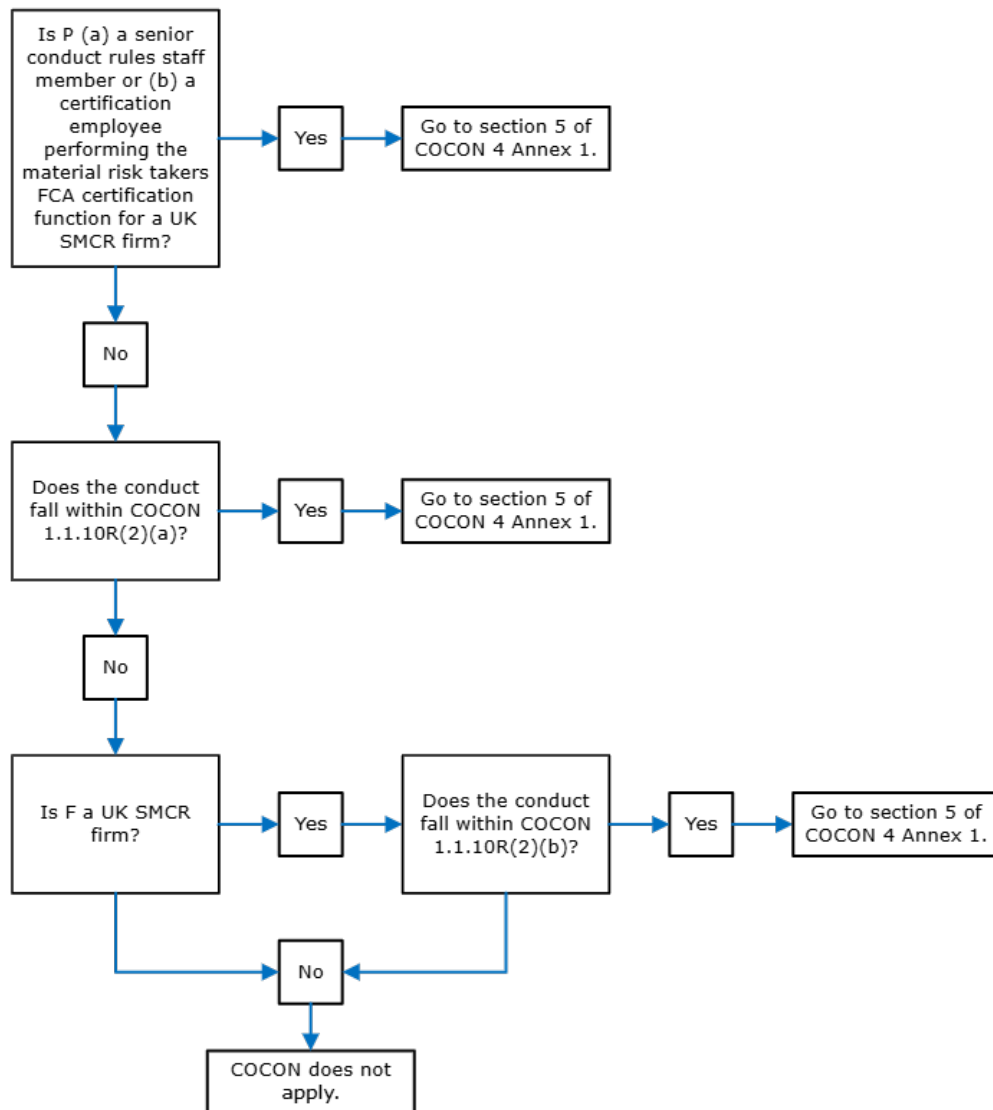 Is P (a) a senior
conduct rules staff
member or (b) a
certification
employee
performing the
material risk takers
FCA certification
function for a UK
SMCR firm?
Yes
Go to section 5 of
COCON 4 Annex 1.
No
Does the conduct
fall within COCON
1.1.10R(2)(a)?
Yes
Go to section 5 of
COCON 4 Annex 1.
No
Is F a UK SMCR
firm?
Yes
Does the conduct
fall within COCON
1.1.10R(2)(b)?
Yes
Go to section 5 of
COCON 4 Annex 1.
No
COCON does not
apply.